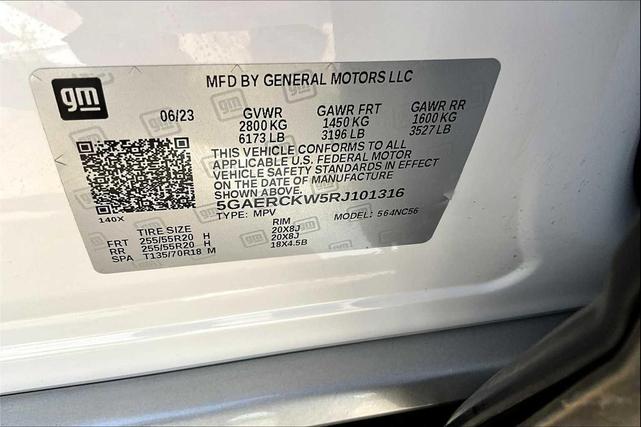 gm
MFD BY GENERAL MOTORS LLC
06/23 GVWR GAWR FRT GAWR RR
2800 KG 1450 KG 1600 KG
6173 LB 3196 LB 3527 LB
THIS VEHICLE CONFORMS TO ALL
APPLICABLE U.S. FEDERAL MOTOR
VEHICLE SAFETY STANDARDS IN EFFECT
ON THE DATE OF MANUFACTURE
SHOWN ABOVE.
5GAERCKW5RJ101316
140X TYPE: MPV MODEL: 564NC56
TIRE SIZE RIM
FRT 255/55R20 H 20X8J
RR 255/55R20 H 20X8J
SPA T135/70R18 M 18X4.5B